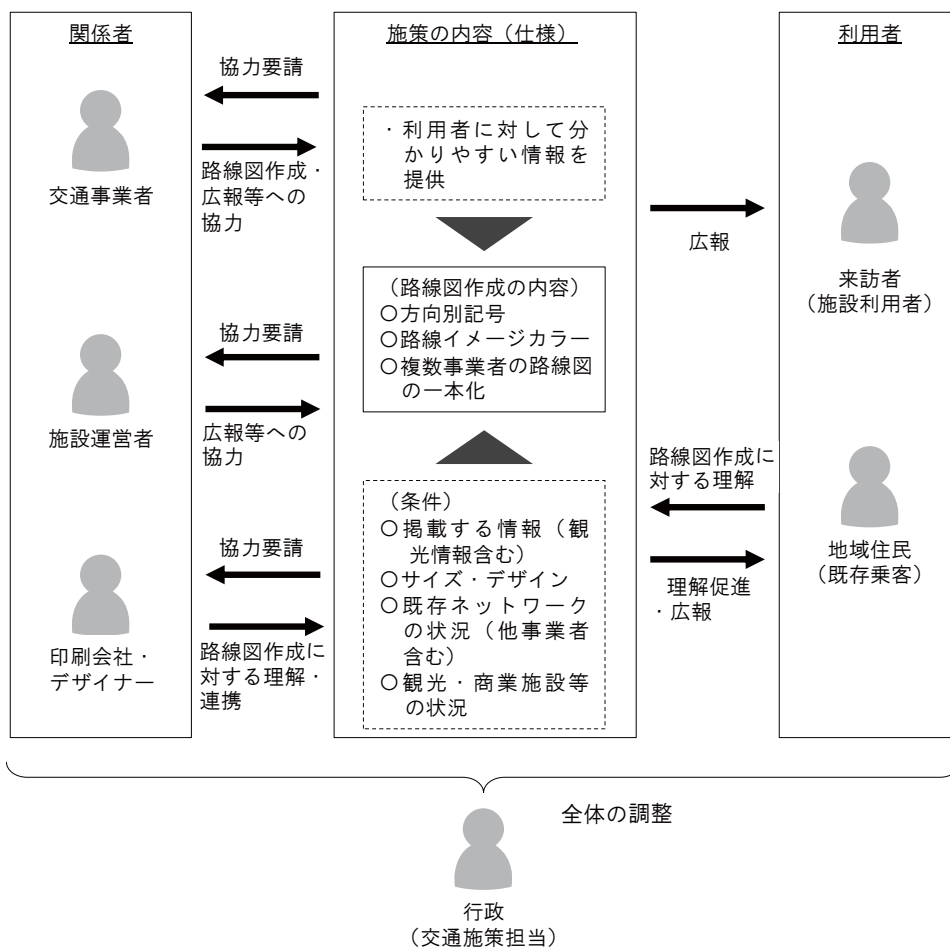 関係者
協力要請
交通事業者
路線図作成・
広報等への
協力
協力要請
施設運営者
広報等への
協力
協力要請
印刷会社・
デザイナー
路線図作成に
対する理解・
連携
施策の内容（仕様）
・利用者に対して分
かりやすい情報を
提供
（路線図作成の内容）
○方向別記号
○路線イメージカラー
○複数事業者の路線図
の一本化
（条件）
○掲載する情報（観
光情報含む）
○サイズ・デザイン
○既存ネットワーク
の状況（他事業者
含む）
○観光・商業施設等
の状況
利用者
広報
来訪者
（施設利用者）
路線図作成に
対する理解
地域住民
（既存乗客）
理解促進
・広報
全体の調整
行政
（交通施策担当）